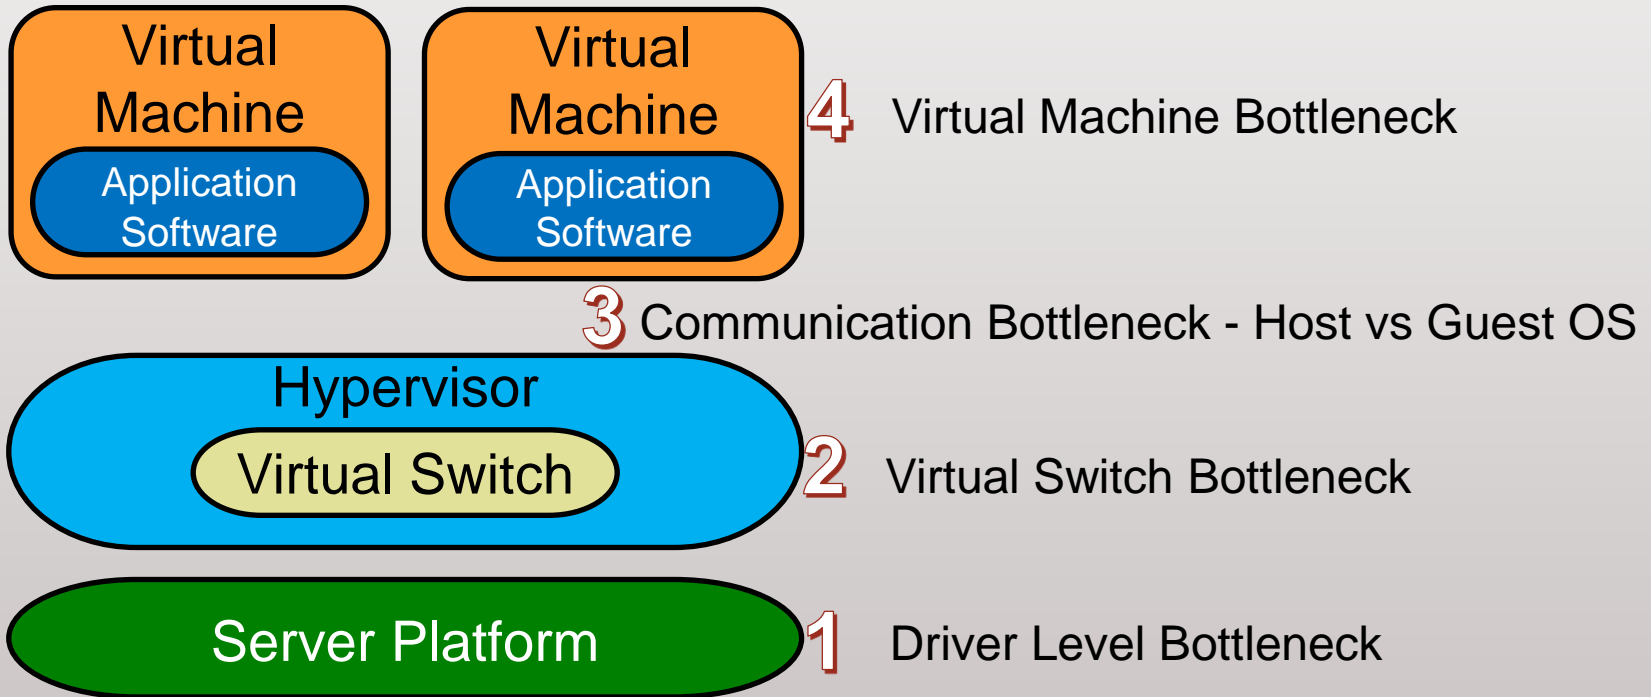 Virtual
Machine
Application
Software
Virtual
Machine
Application
Software
4 Virtual Machine Bottleneck
3 Communication Bottleneck - Host vs Guest OS
Hypervisor
Virtual Switch
2 Virtual Switch Bottleneck
Server Platform
1 Driver Level Bottleneck